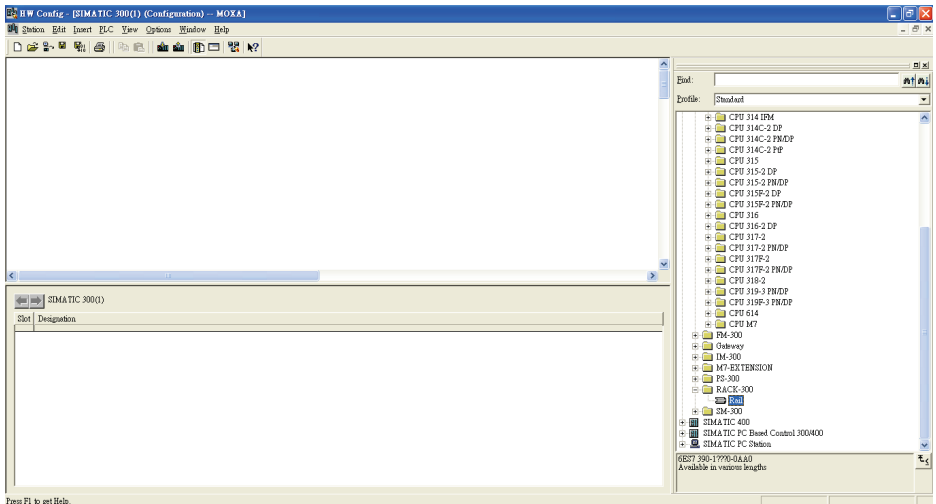 HW Config - [SIMATIC 300(1) (Configuration) -- MOXA]
Station Edit Insert PLC View Options Window Help
Find:
Profile: Standard
CPU 314 IFM
CPU 314C-2 DP
CPU 314C-2 PN/DP
CPU 314C-2 PtP
CPU 315
CPU 315-2 DP
CPU 315-2 PN/DP
CPU 315F-2 DP
CPU 315F-2 PN/DP
CPU 316
CPU 316-2 DP
CPU 317-2
CPU 317-2 PN/DP
CPU 317F-2
CPU 317F-2 PN/DP
CPU 318-2
CPU 319-3 PN/DP
CPU 319F-3 PN/DP
CPU 614
CPU M7
FM-300
Gateway
IM-300
M7-EXTENSION
PS-300
RACK-300
Rail
SM-300
SIMATIC 400
SIMATIC PC Based Control 300/400
SIMATIC PC Station
6ES7 390-1???0-0AA0
Available in various lengths
SIMATIC 300(1)
Slot Designation
Press F1 to get Help.